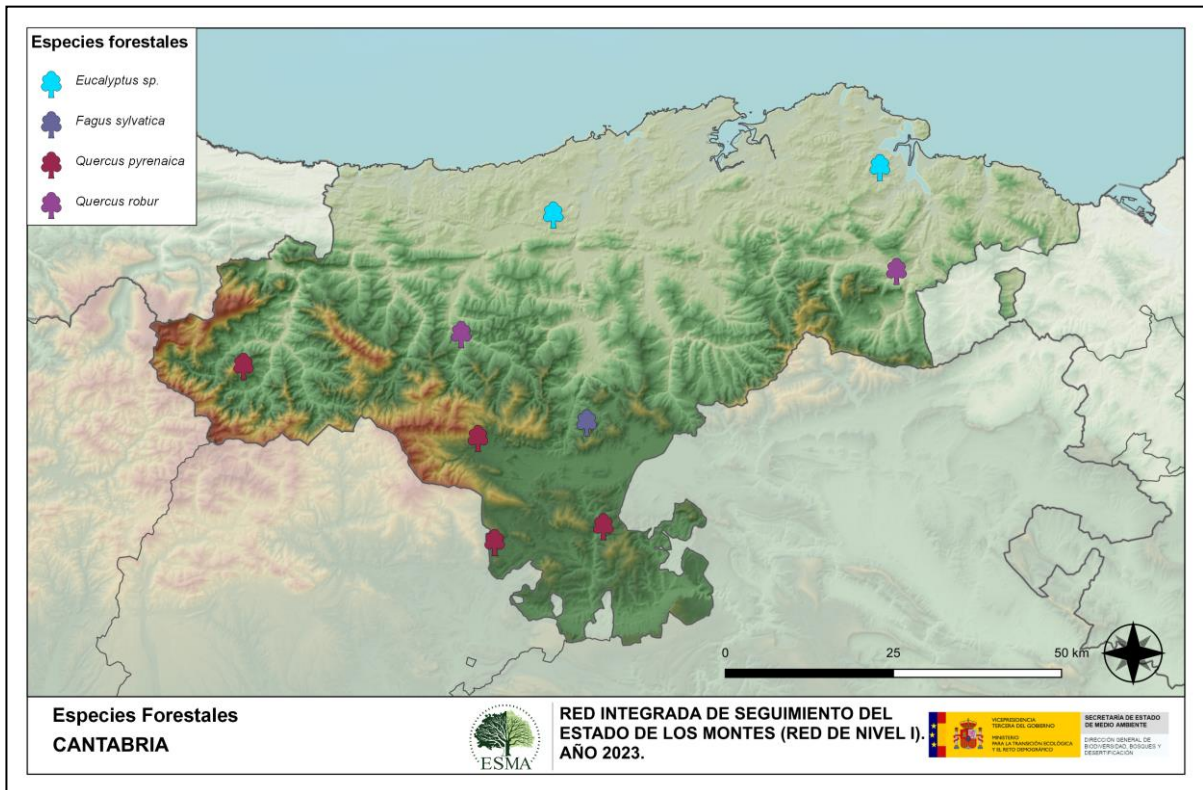 Especies forestales
Eucalyptus sp.
Fagus sylvatica
Quercus pyrenaica
Quercus robur
0
25
50 km
Especies Forestales
CANTABRIA
ESMA
RED INTEGRADA DE SEGUIMIENTO DEL
ESTADO DE LOS MONTES (RED DE NIVEL I).
AÑO 2023.
VICEPRESIDENCIA
TERCERA DEL GOBIERNO
MINISTERIO
PARA LA TRANSICIÓN ECOLÓGICA
Y EL RETO DEMOGRÁFICO
SECRETARÍA DE ESTADO
DE MEDIO AMBIENTE
DIRECCIÓN GENERAL DE
BIODIVERSIDAD, BOSQUES Y
DESERTIFICACIÓN